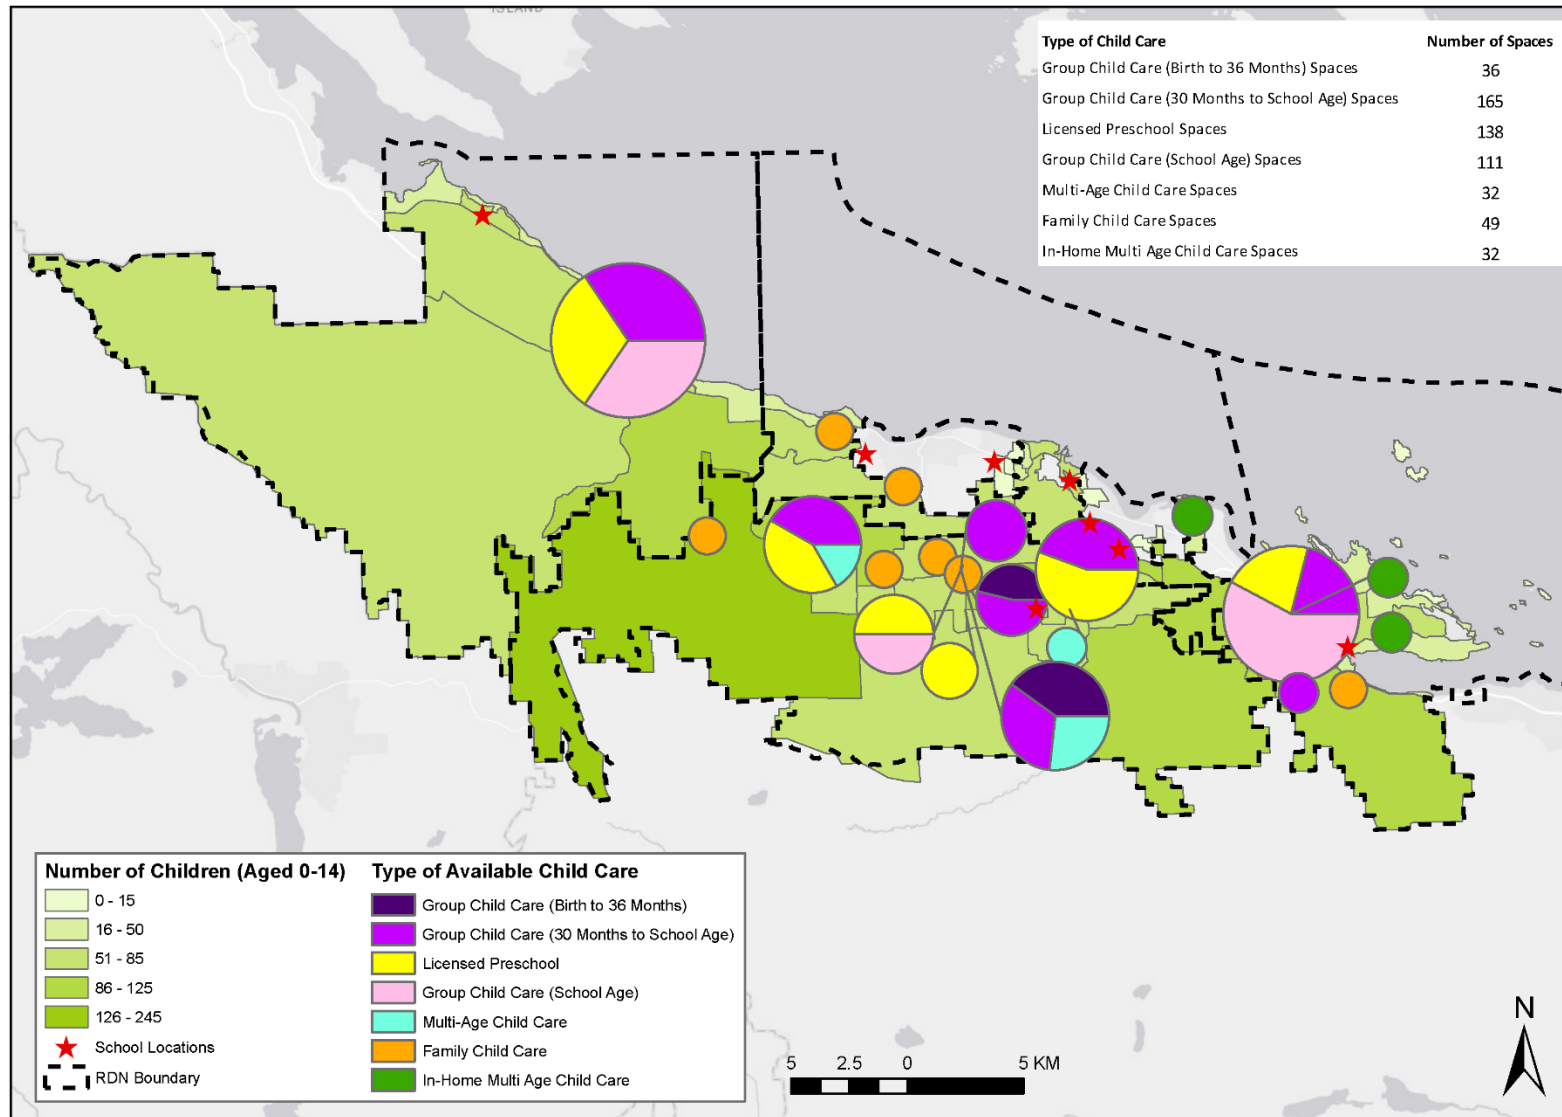 ISLAND
Type of Child Care Number of Spaces
Group Child Care (Birth to 36 Months) Spaces 36
Group Child Care (30 Months to School Age) Spaces 165
Licensed Preschool Spaces 138
Group Child Care (School Age) Spaces 111
Multi-Age Child Care Spaces 32
Family Child Care Spaces 49
In-Home Multi Age Child Care Spaces 32
Number of Children (Aged 0-14)
0 - 15
16 - 50
51 - 85
86 - 125
126 - 245
School Locations
RDN Boundary
Type of Available Child Care
Group Child Care (Birth to 36 Months)
Group Child Care (30 Months to School Age)
Licensed Preschool
Group Child Care (School Age)
Multi-Age Child Care
Family Child Care
In-Home Multi Age Child Care
5 2.5 0 5 KM
N